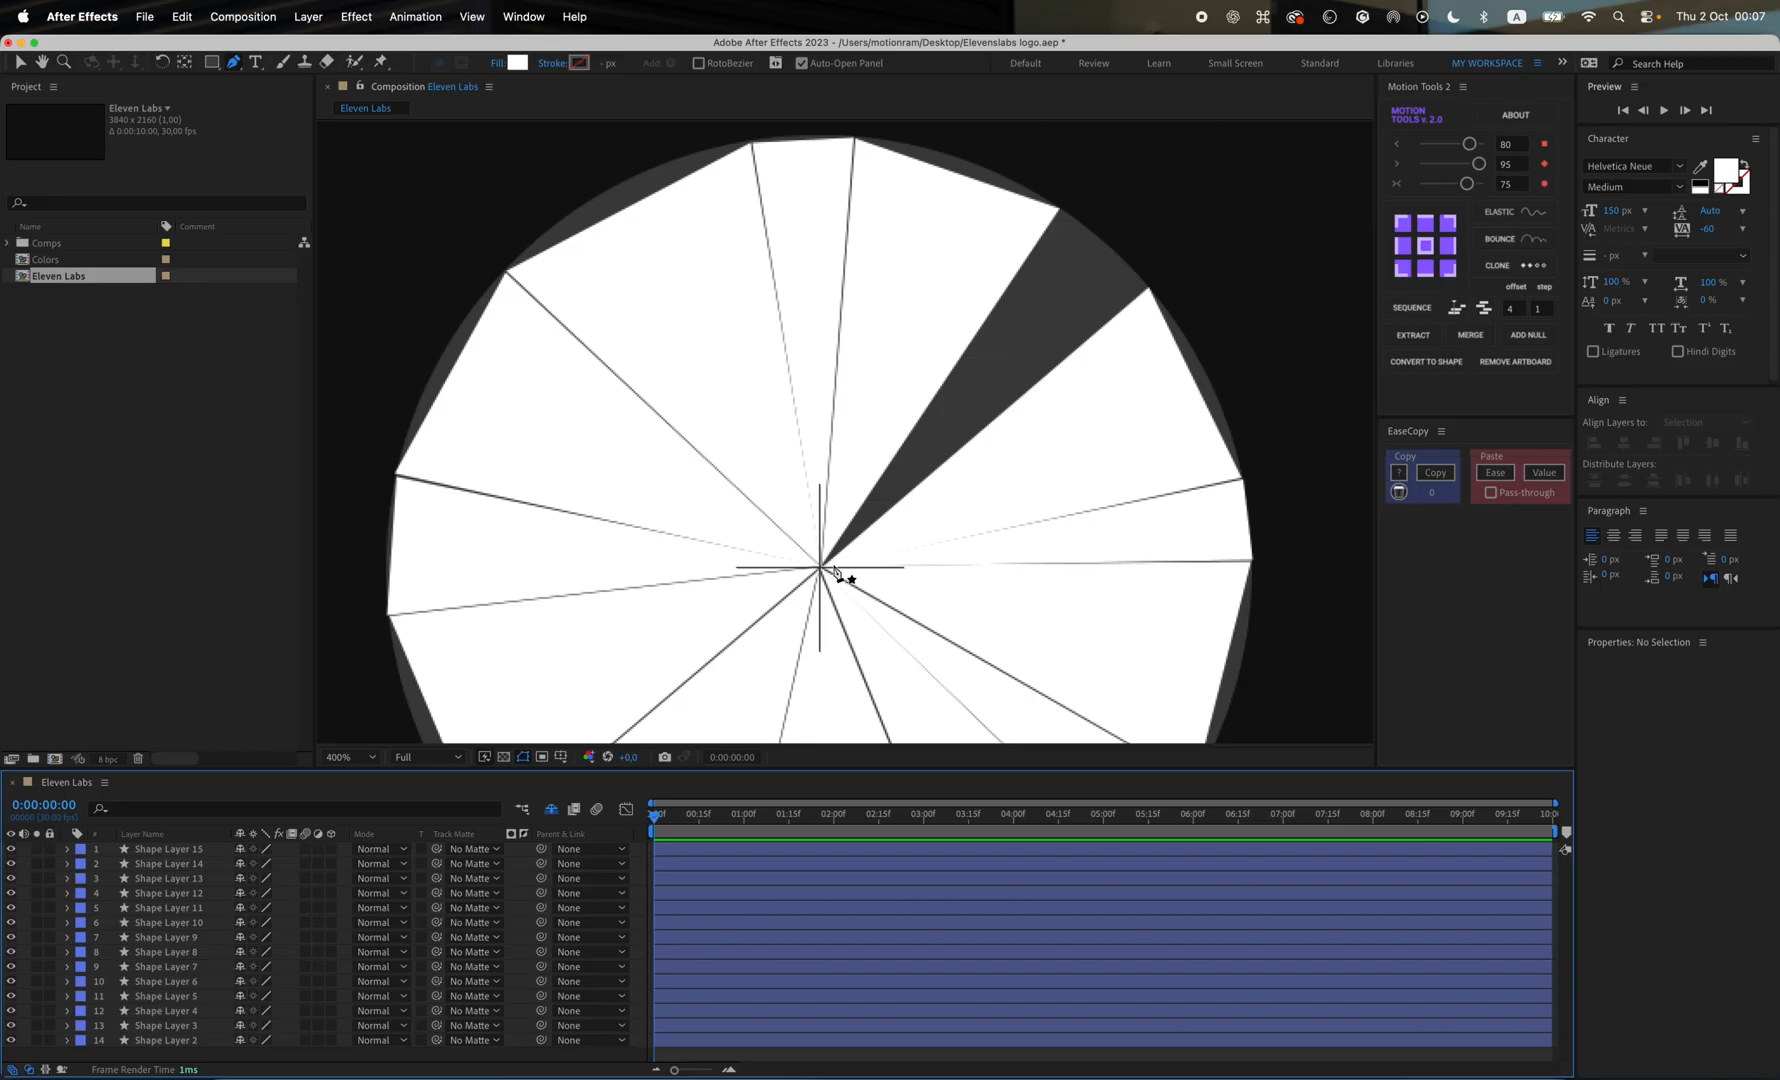 After Effects File Edit Composition Layer Effect Animation View Window Help A Thu 2 Oct 00:07
Adobe After Effects 2023 - /Users/motionram/Desktop/Elevenslabs logo.aep *
Fill: Stroke: - px Add: RotoBezier Auto-Open Panel Default Review Learn Small Screen Standard Libraries MY WORKSPACE Search Help
Project
Eleven Labs
3840 x 2160 (1,00)
Δ 0:00:10:00, 30,00 fps
Name Comment
Comps
Colors
Eleven Labs
8 bpc
Composition Eleven Labs
Eleven Labs
400% Full +0,0 0:00:00:00
Motion Tools 2
MOTION
TOOLS v. 2.0
ABOUT
80
95
75
ELASTIC
BOUNCE
CLONE
offset step
SEQUENCE 4 1
EXTRACT MERGE ADD NULL
CONVERT TO SHAPE REMOVE ARTBOARD
EaseCopy
Copy Paste
? Copy Ease Value
0 Pass-through
Preview
Character
Helvetica Neue
Medium
150 px Auto
Metrics -60
- px
100 % 100 %
0 px 0 %
Ligatures Hindi Digits
Align
Align Layers to: Selection
Distribute Layers:
Paragraph
0 px 0 px 0 px
0 px 0 px
Properties: No Selection
Eleven Labs
0:00:00:00
00000 (30.00 fps)
00:15f 01:00f 01:15f 02:00f 02:15f 03:00f 03:15f 04:00f 04:15f 05:00f 05:15f 06:00f 06:15f 07:00f 07:15f 08:00f 08:15f 09:00f 09:15f 10:0
# Layer Name Mode T Track Matte Parent & Link
1 Shape Layer 15 Normal No Matte None
2 Shape Layer 14 Normal No Matte None
3 Shape Layer 13 Normal No Matte None
4 Shape Layer 12 Normal No Matte None
5 Shape Layer 11 Normal No Matte None
6 Shape Layer 10 Normal No Matte None
7 Shape Layer 9 Normal No Matte None
8 Shape Layer 8 Normal No Matte None
9 Shape Layer 7 Normal No Matte None
10 Shape Layer 6 Normal No Matte None
11 Shape Layer 5 Normal No Matte None
12 Shape Layer 4 Normal No Matte None
13 Shape Layer 3 Normal No Matte None
14 Shape Layer 2 Normal No Matte None
Frame Render Time 1ms